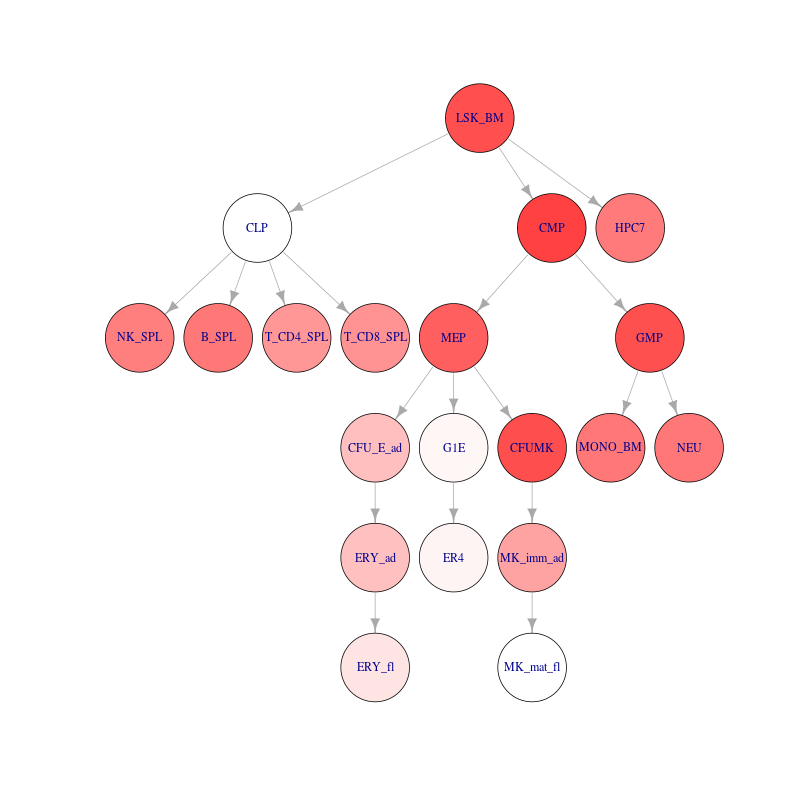 LSK_BM
CLP
CMP
HPC7
NK_SPL
B_SPL
T_CD4_SPL
T_CD8_SPL
MEP
GMP
CFU_E_ad
G1E
CFUMK
MONO_BM
NEU
ERY_ad
ER4
MK_imm_ad
ERY_fl
MK_mat_fl